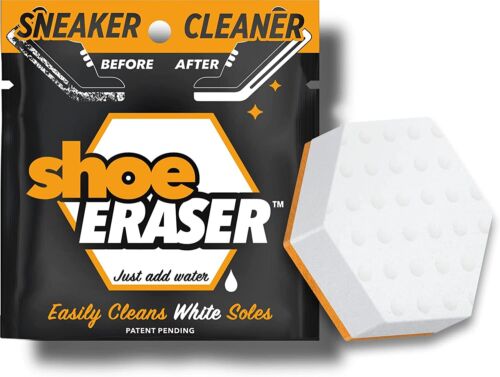 SNEAKER CLEANER
BEFORE AFTER
shoe
ERASER™
Just add water
Easily Cleans White Soles
PATENT PENDING